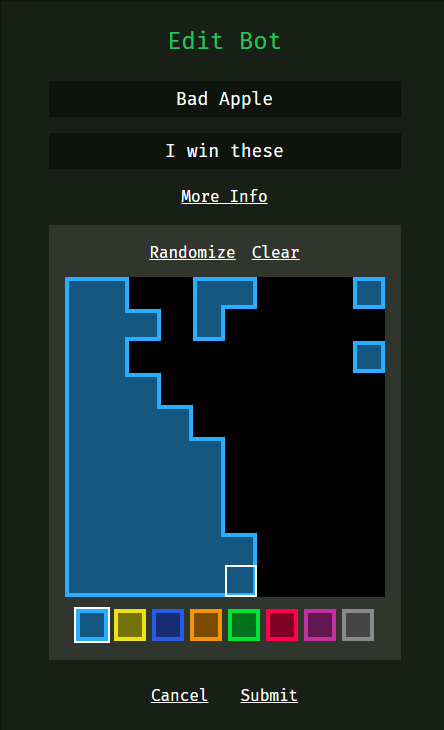 Edit Bot
Bad Apple
I win these
More Info
Randomize Clear
Cancel Submit